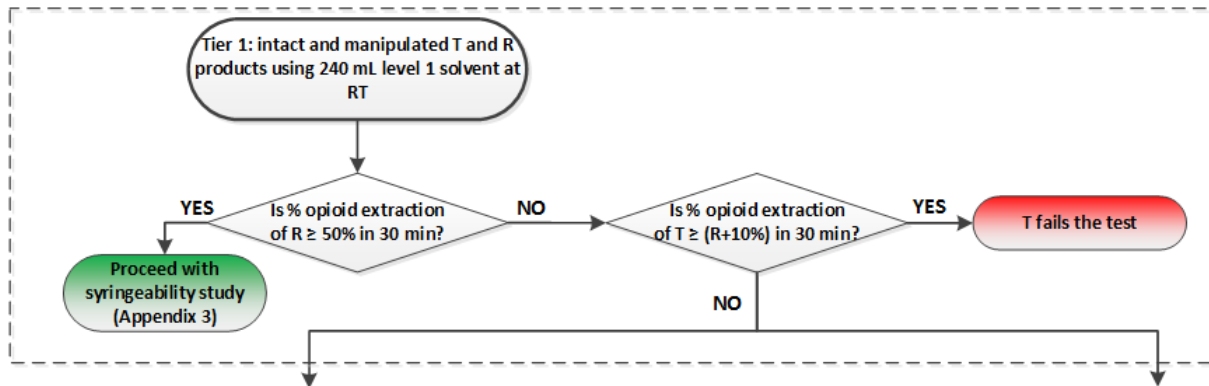 Tier 1: intact and manipulated T and R
products using 240 mL level 1 solvent at
RT
YES
Is % opioid extraction
of R ≥ 50% in 30 min?
NO
Is % opioid extraction
of T ≥ (R+10%) in 30 min?
YES
T fails the test
Proceed with
syringeability study
(Appendix 3)
NO